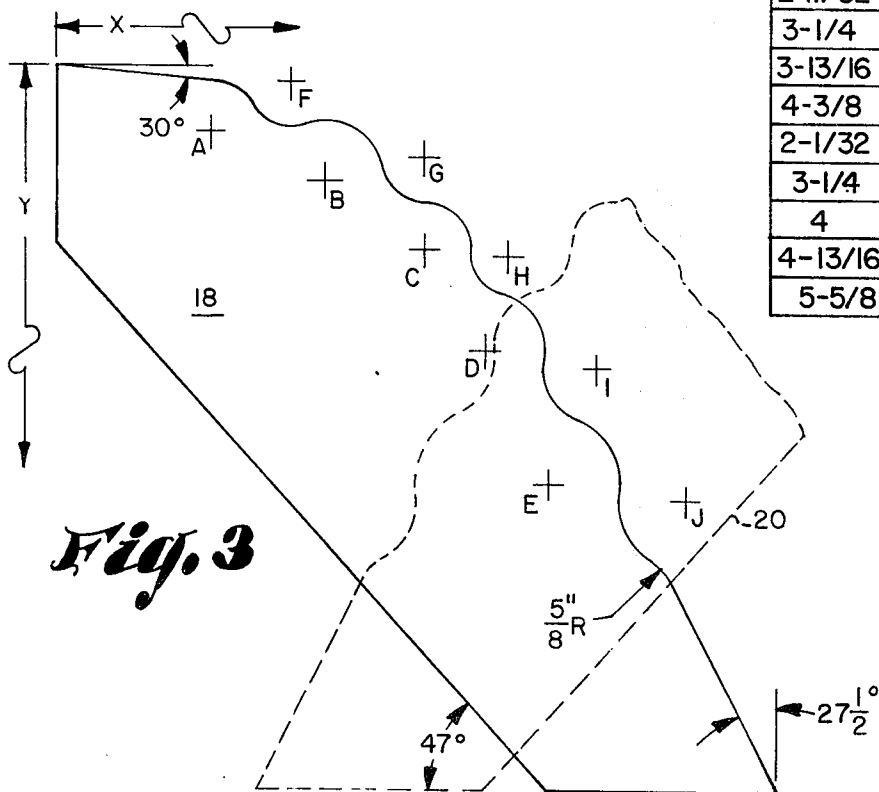 X
3-1/4
3-13/16
4-3/8
2-1/32
3-1/4
4
4-13/16
5-5/8
F
30°
A
B
G
Y
C
H
18
D
I
E
J
20
Fig. 3
5"
8 R
47°
27 1/2°